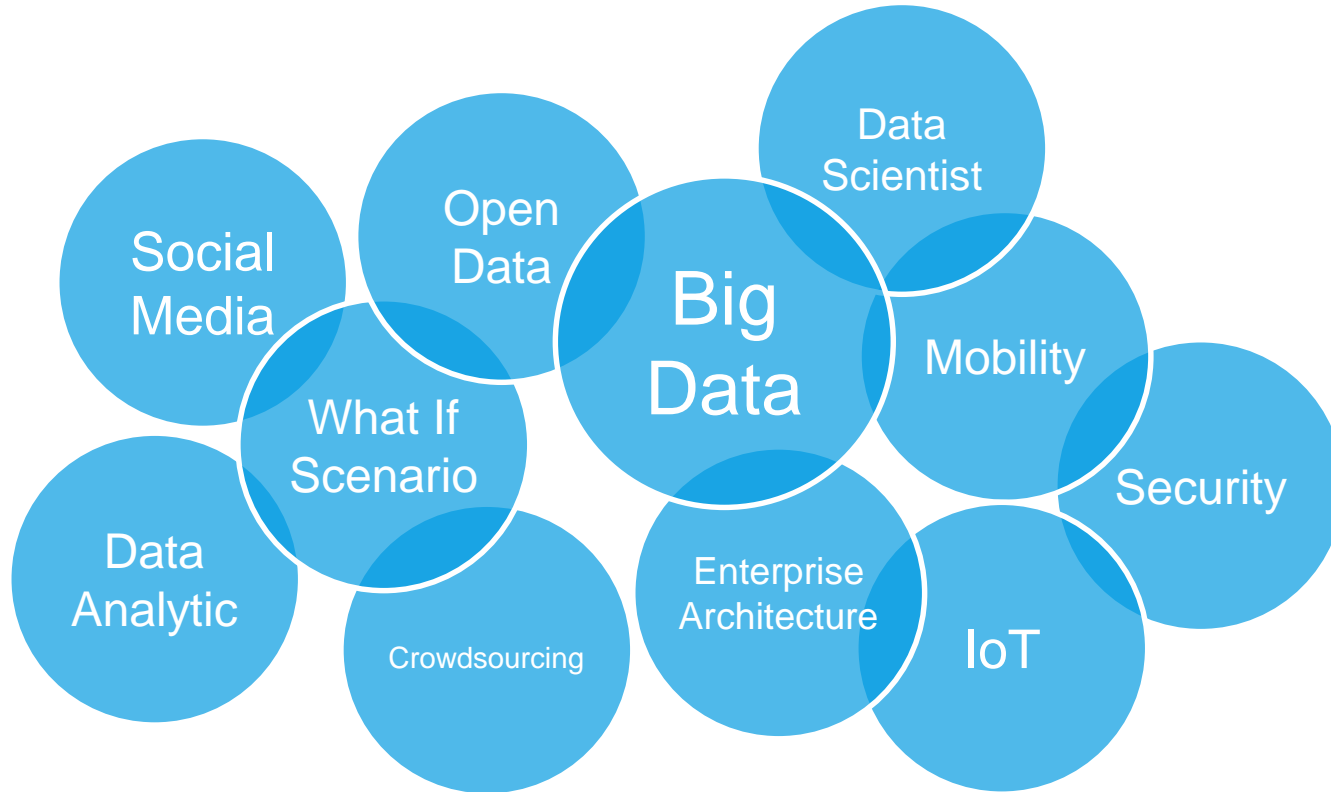 Data
Scientist
Open
Data
Social
Media
Big
Data
Mobility
What If
Scenario
Security
Data
Analytic
Enterprise
Architecture
Crowdsourcing
IoT